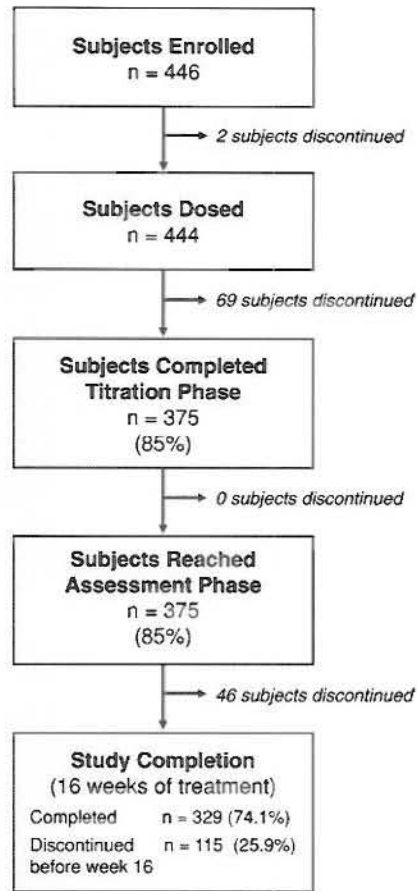 Subjects Enrolled
n = 446
2 subjects discontinued
Subjects Dosed
n = 444
69 subjects discontinued
Subjects Completed
Titration Phase
n = 375
(85%)
0 subjects discontinued
Subjects Reached
Assessment Phase
n = 375
(85%)
46 subjects discontinued
Study Completion
(16 weeks of treatment)
Completed n = 329 (74.1%)
Discontinued n = 115 (25.9%)
before week 16